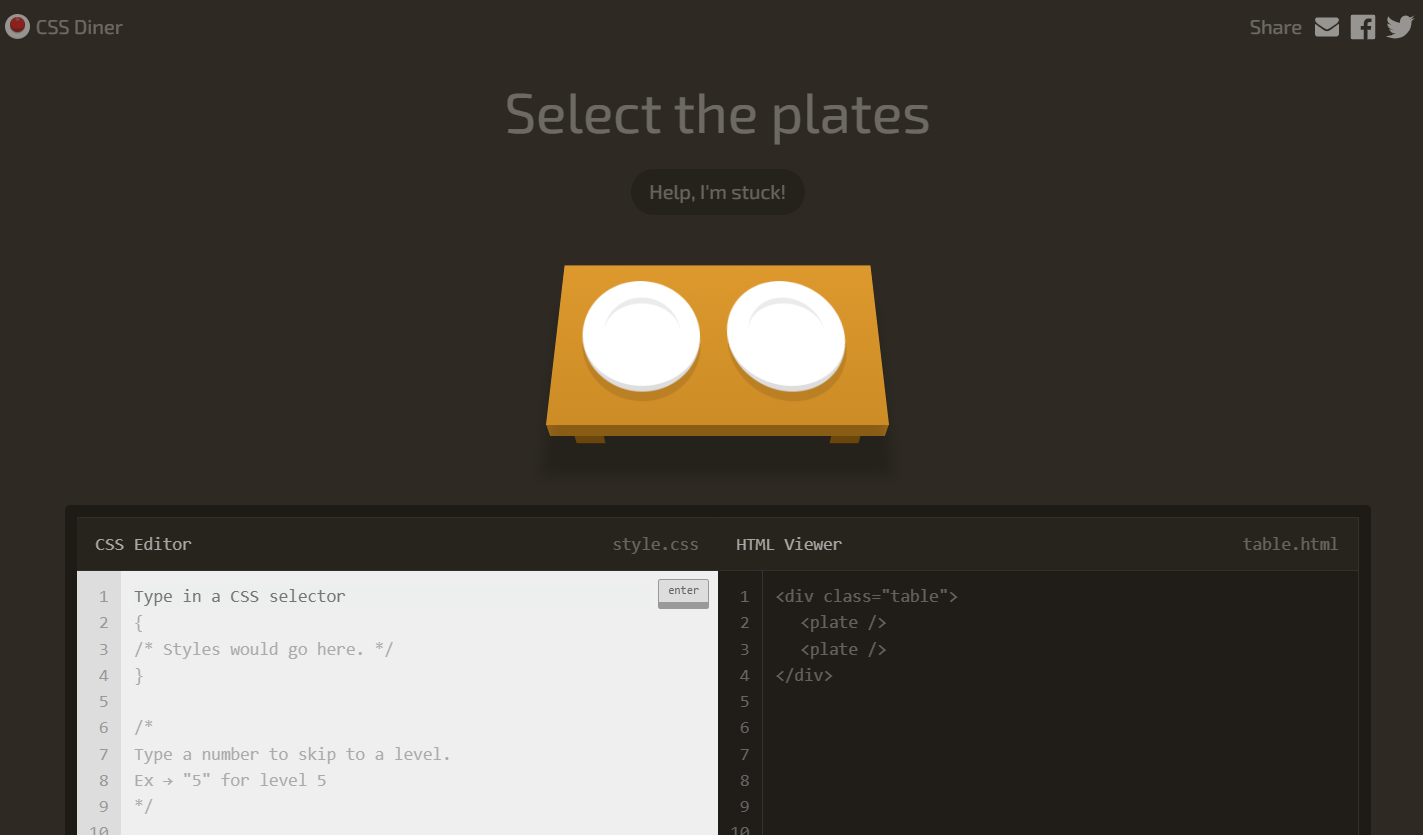 CSS Diner
Share
Select the plates
Help, I'm stuck!
CSS Editor
style.css
HTML Viewer
table.html
1 Type in a CSS selector
enter
2 {
3 /* Styles would go here. */
4 }
5
6 /*
7 Type a number to skip to a level.
8 Ex → "5" for level 5
9 */
10
1 <div class="table">
2 <plate />
3 <plate />
4 </div>
5
6
7
8
9
10